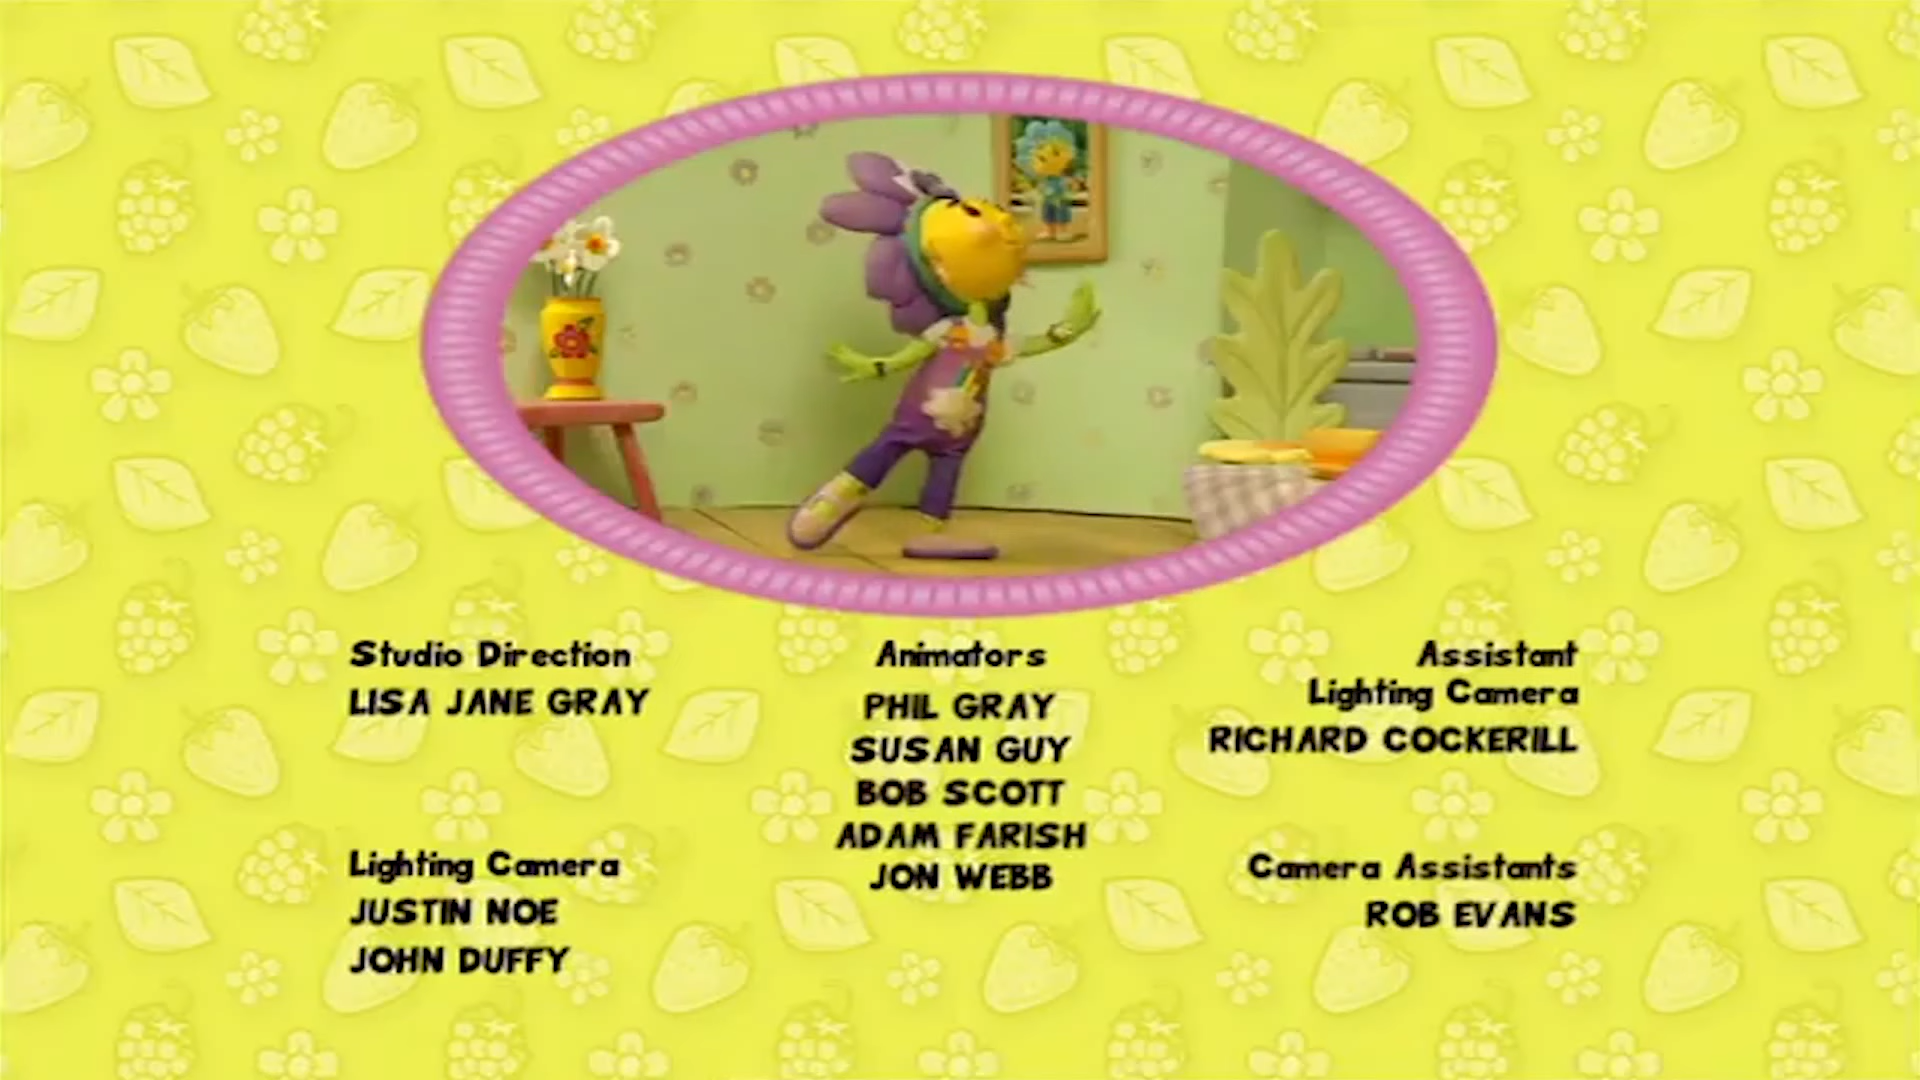 Studio Direction
LISA JANE GRAY
Lighting Camera
JUSTIN NOE
JOHN DUFFY
Animators
PHIL GRAY
SUSAN GUY
BOB SCOTT
ADAM FARISH
JON WEBB
Assistant
Lighting Camera
RICHARD COCKERILL
Camera Assistants
ROB EVANS